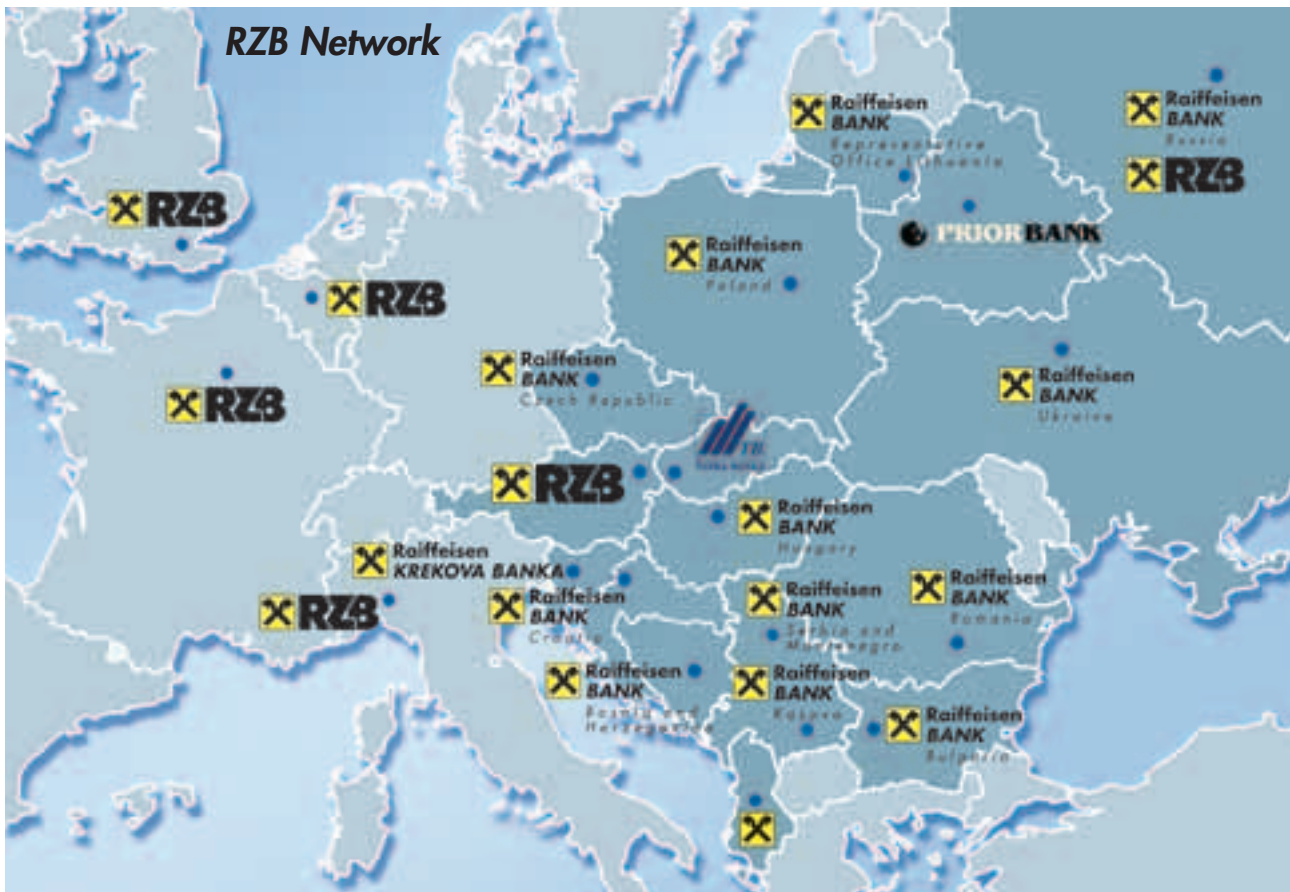 RZB Network
Raiffeisen
BANK
Representative
Office Lithuania
Raiffeisen
BANK
Russia
RZB
RZB
PRIORBANK
Raiffeisen
BANK
Poland
RZB
Raiffeisen
BANK
Czech Republic
Raiffeisen
BANK
Ukraine
RZB
TB
RZB
Raiffeisen
BANK
Hungary
Raiffeisen
KREKOVA BANKA
Raiffeisen
BANK
Croatia
Raiffeisen
BANK
Serbia and
Montenegro
Raiffeisen
BANK
Romania
RZB
Raiffeisen
BANK
Bosnia and
Herzegovina
Raiffeisen
BANK
Kosovo
Raiffeisen
BANK
Bulgaria